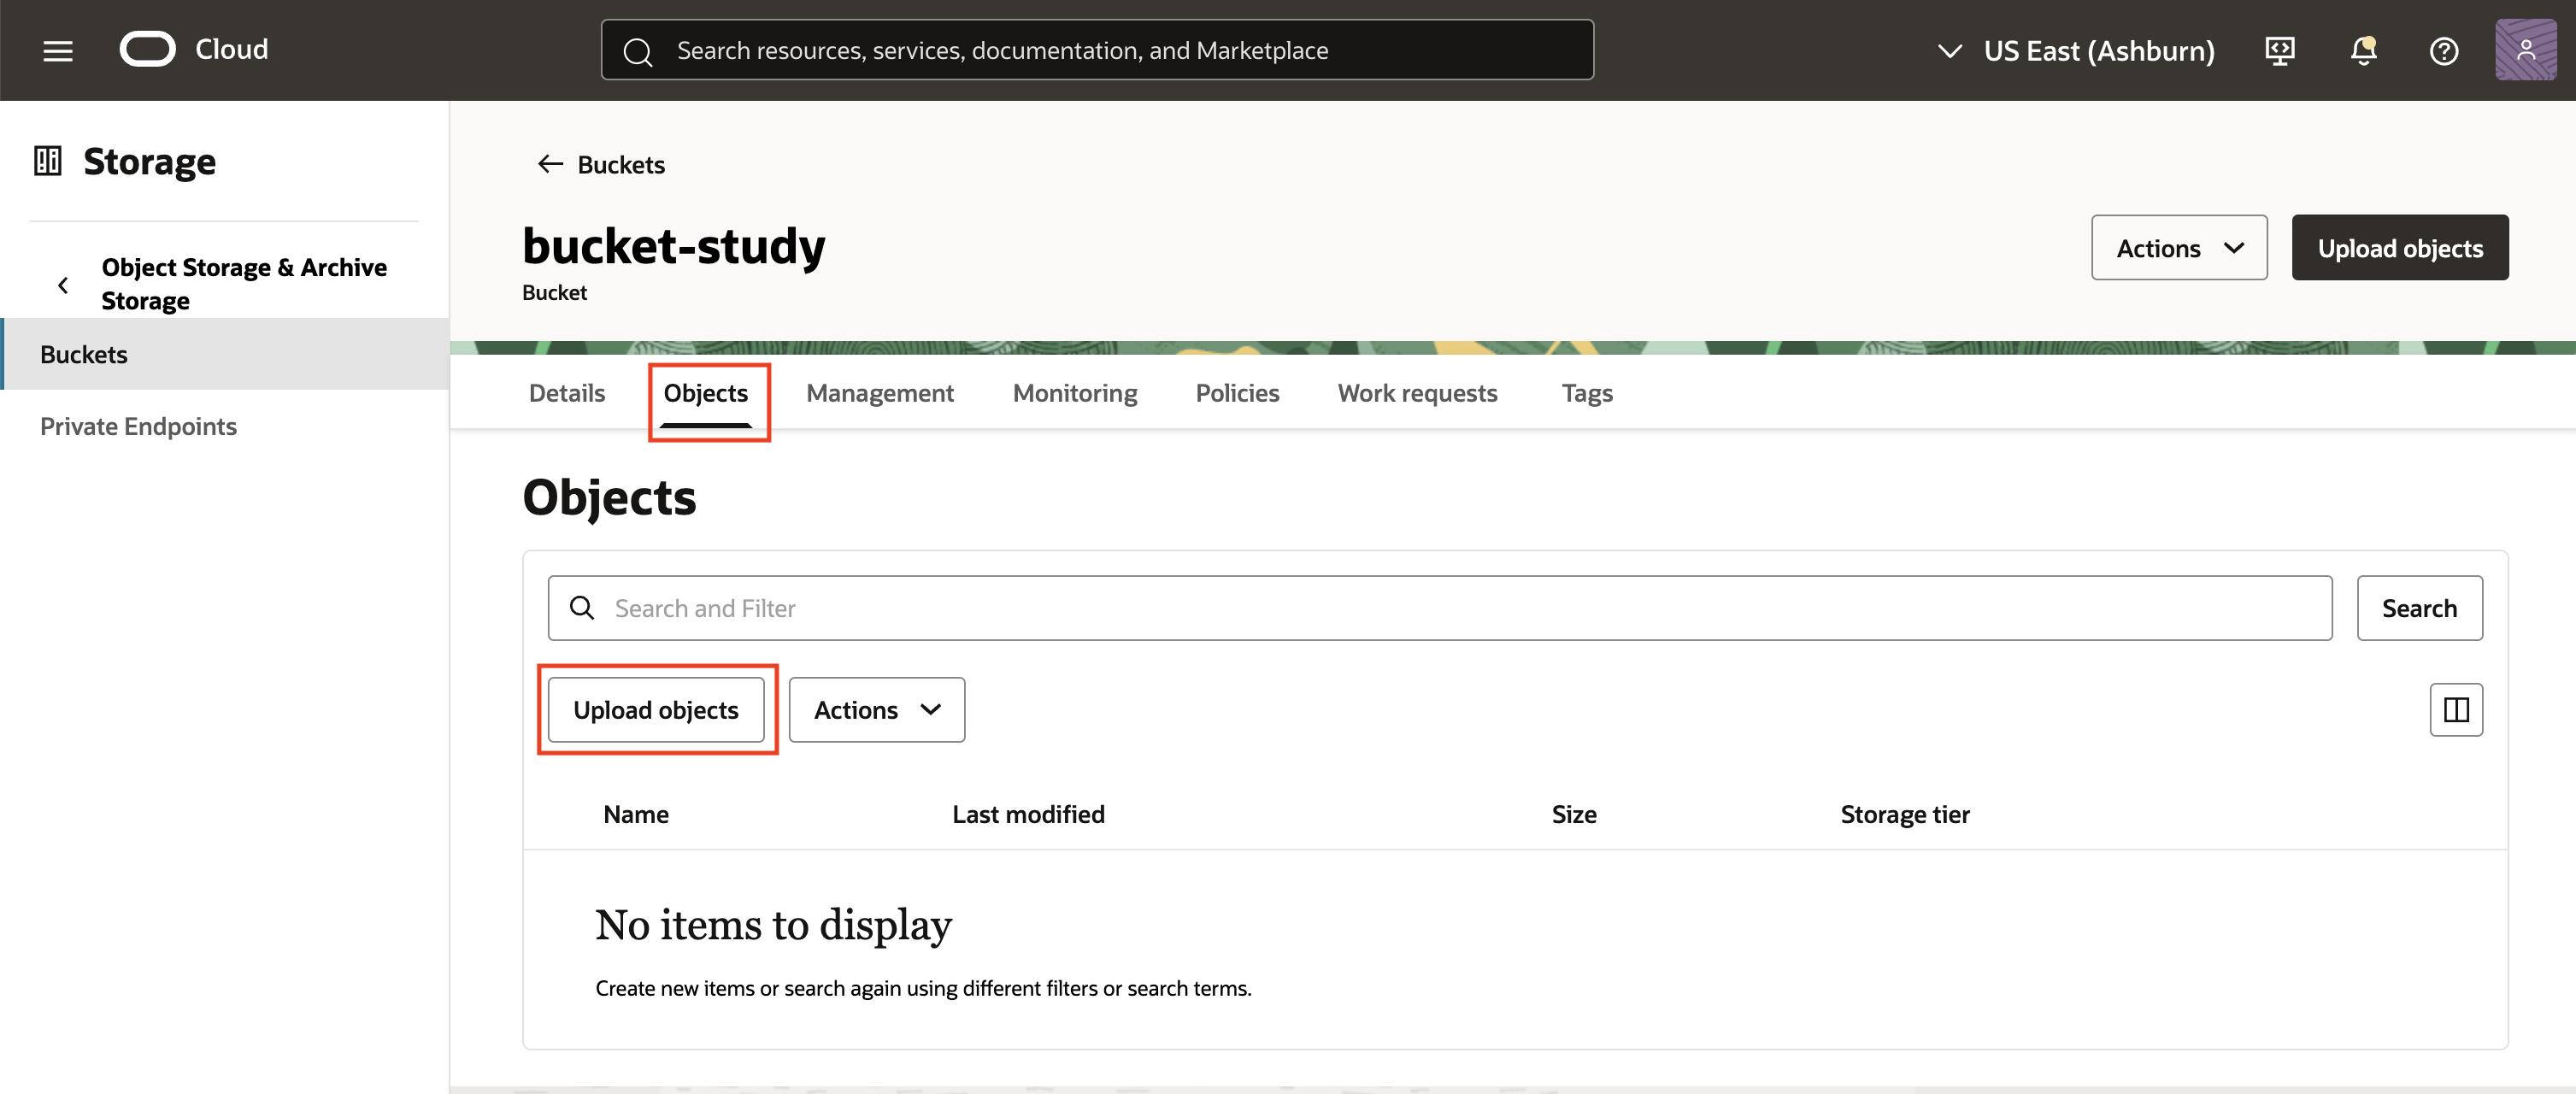 Cloud
Search resources, services, documentation, and Marketplace
US East (Ashburn)
Storage
Object Storage & Archive
Storage
Buckets
Private Endpoints
Buckets
bucket-study
Bucket
Actions
Upload objects
Details
Objects
Management
Monitoring
Policies
Work requests
Tags
Objects
Search and Filter
Search
Upload objects
Actions
Name
Last modified
Size
Storage tier
No items to display
Create new items or search again using different filters or search terms.